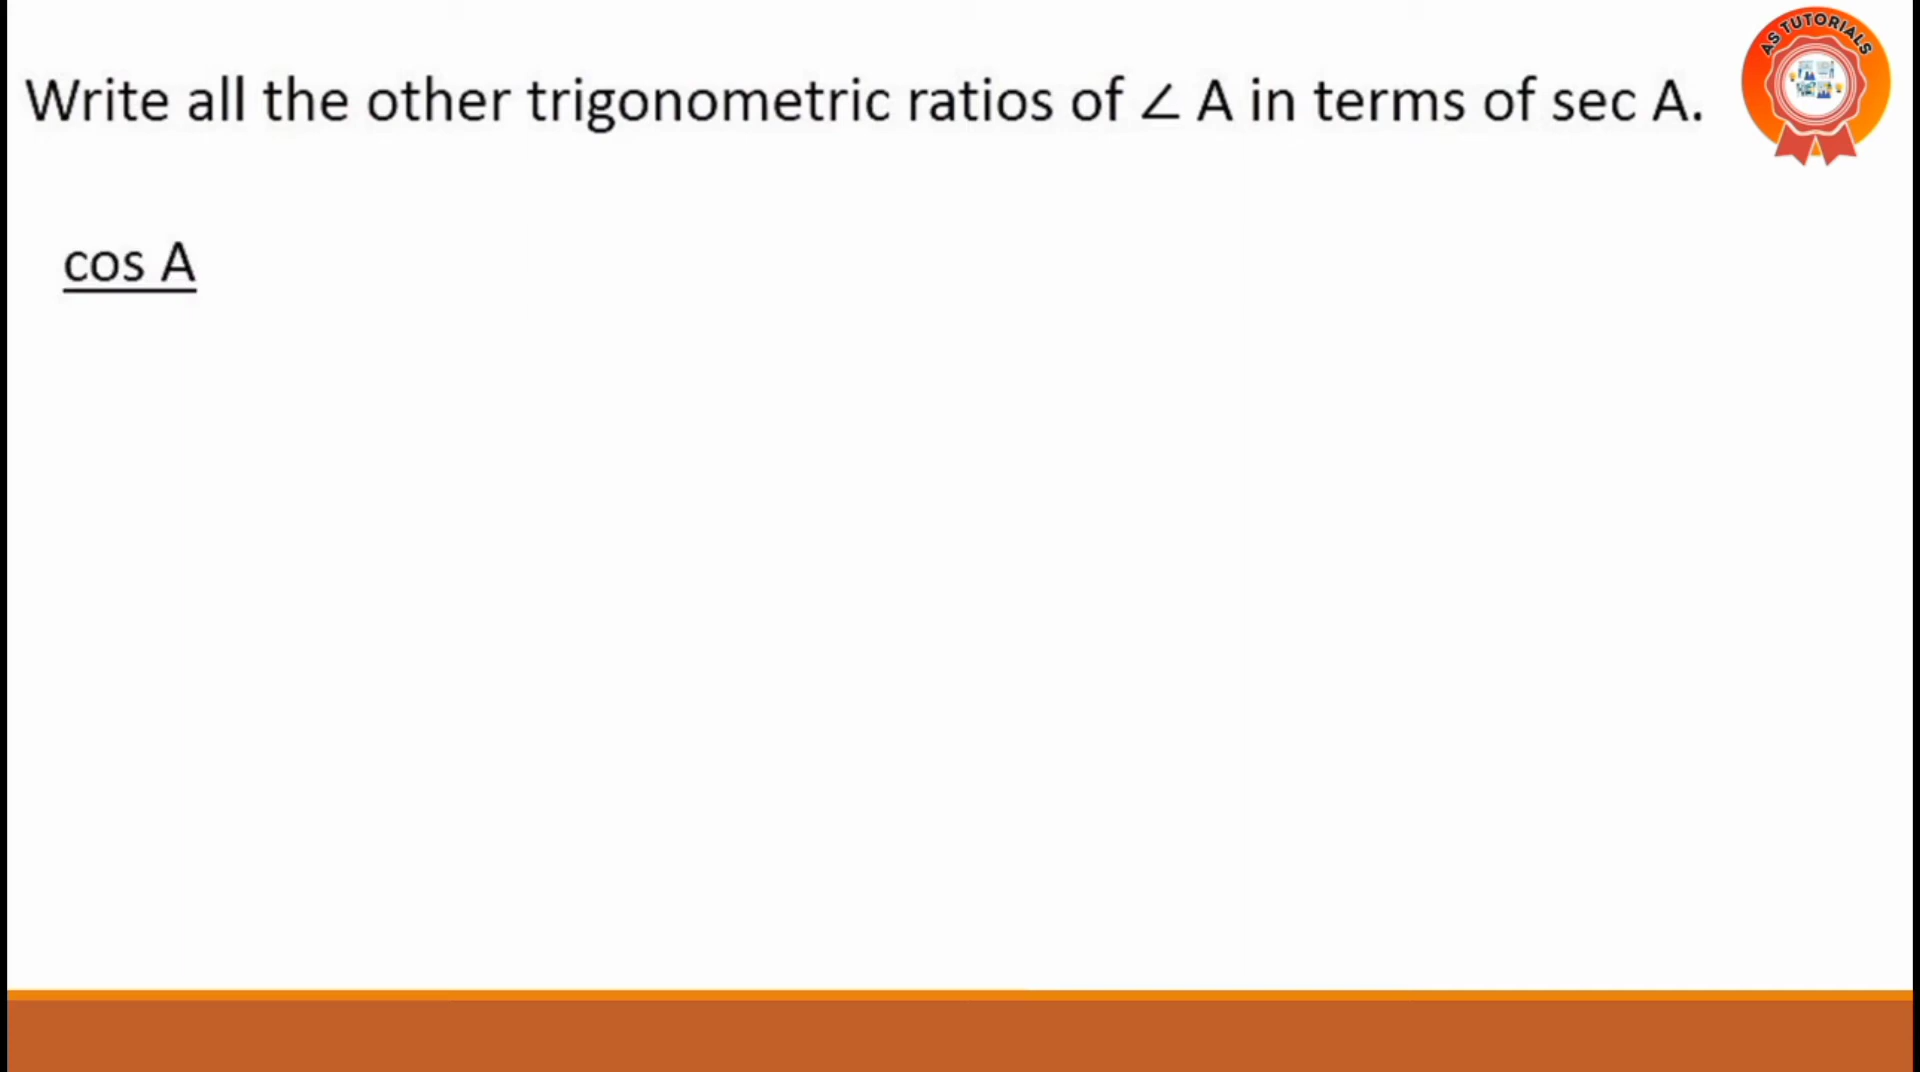 AS TUTORIALS
Write all the other trigonometric ratios of ∠ A in terms of sec A.
cos A